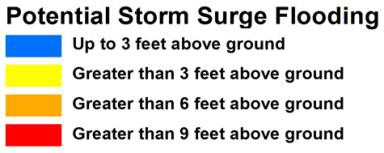 Potential Storm Surge Flooding
Up to 3 feet above ground
Greater than 3 feet above ground
Greater than 6 feet above ground
Greater than 9 feet above ground